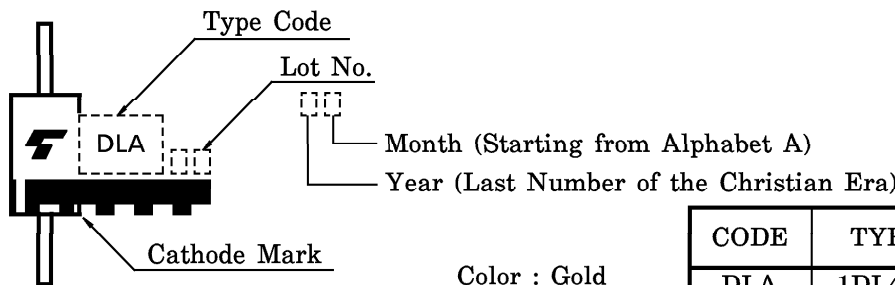 Type Code
Lot No.
DLA
Month (Starting from Alphabet A)
Year (Last Number of the Christian Era)
Cathode Mark
Color : Gold
CODE
DLA